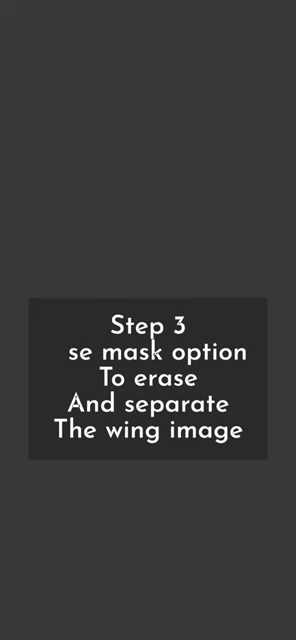 Step 3
se mask option
To erase
And separate
The wing image